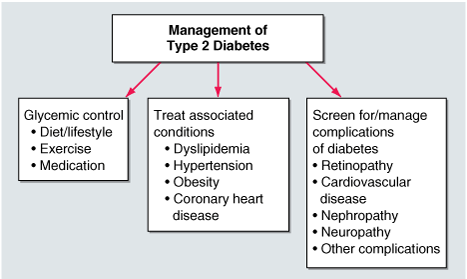 Management of
Type 2 Diabetes
Glycemic control
• Diet/lifestyle
• Exercise
• Medication
Treat associated
conditions
• Dyslipidemia
• Hypertension
• Obesity
• Coronary heart
disease
Screen for/manage
complications
of diabetes
• Retinopathy
• Cardiovascular
disease
• Nephropathy
• Neuropathy
• Other complications